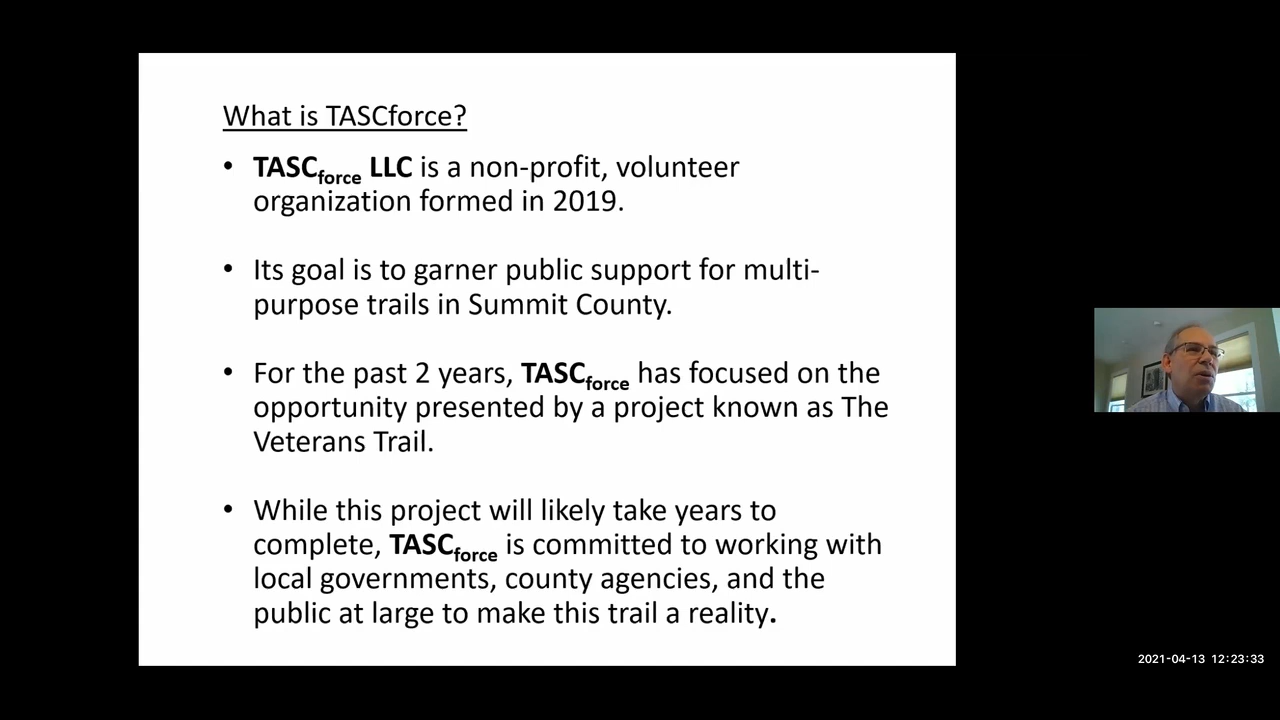 What is TASCforce?
• TASCforce LLC is a non-profit, volunteer
organization formed in 2019.
• Its goal is to garner public support for multi-
purpose trails in Summit County.
• For the past 2 years, TASCforce has focused on the
opportunity presented by a project known as The
Veterans Trail.
• While this project will likely take years to
complete, TASCforce is committed to working with
local governments, county agencies, and the
public at large to make this trail a reality.
2021-04-13 12:23:33